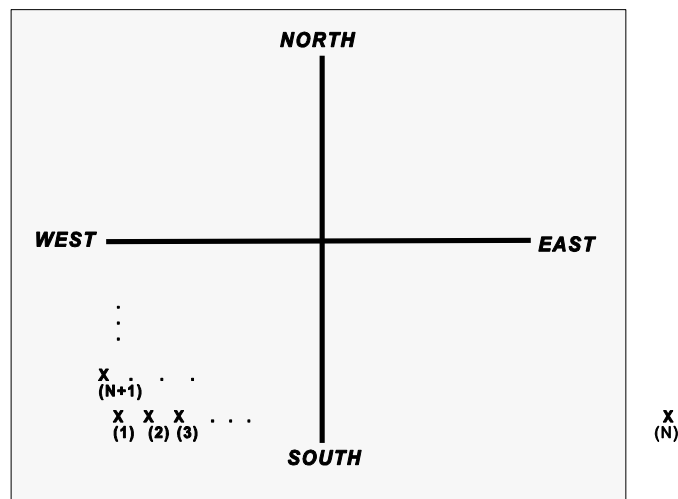 NORTH
WEST EAST
.
.
.
X . . .
(N+1)
X X X . . . X
(1) (2) (3) (N)
SOUTH